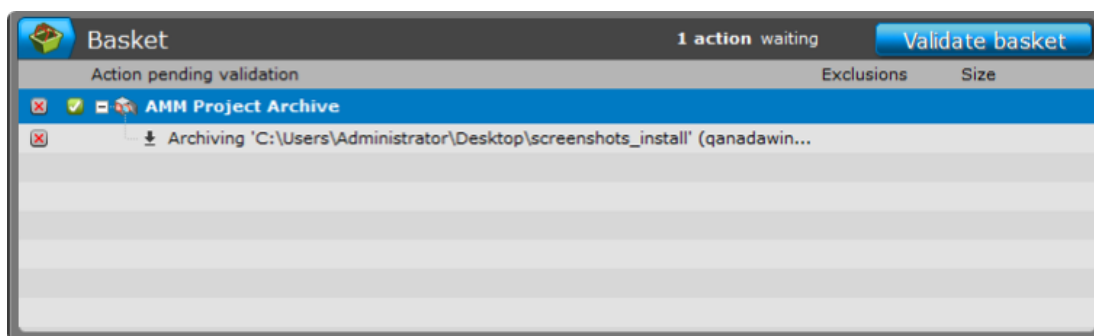 Basket 1 action waiting Validate basket
Action pending validation Exclusions Size
AMM Project Archive
Archiving 'C:\Users\Administrator\Desktop\screenshots_install' (qanadawin...